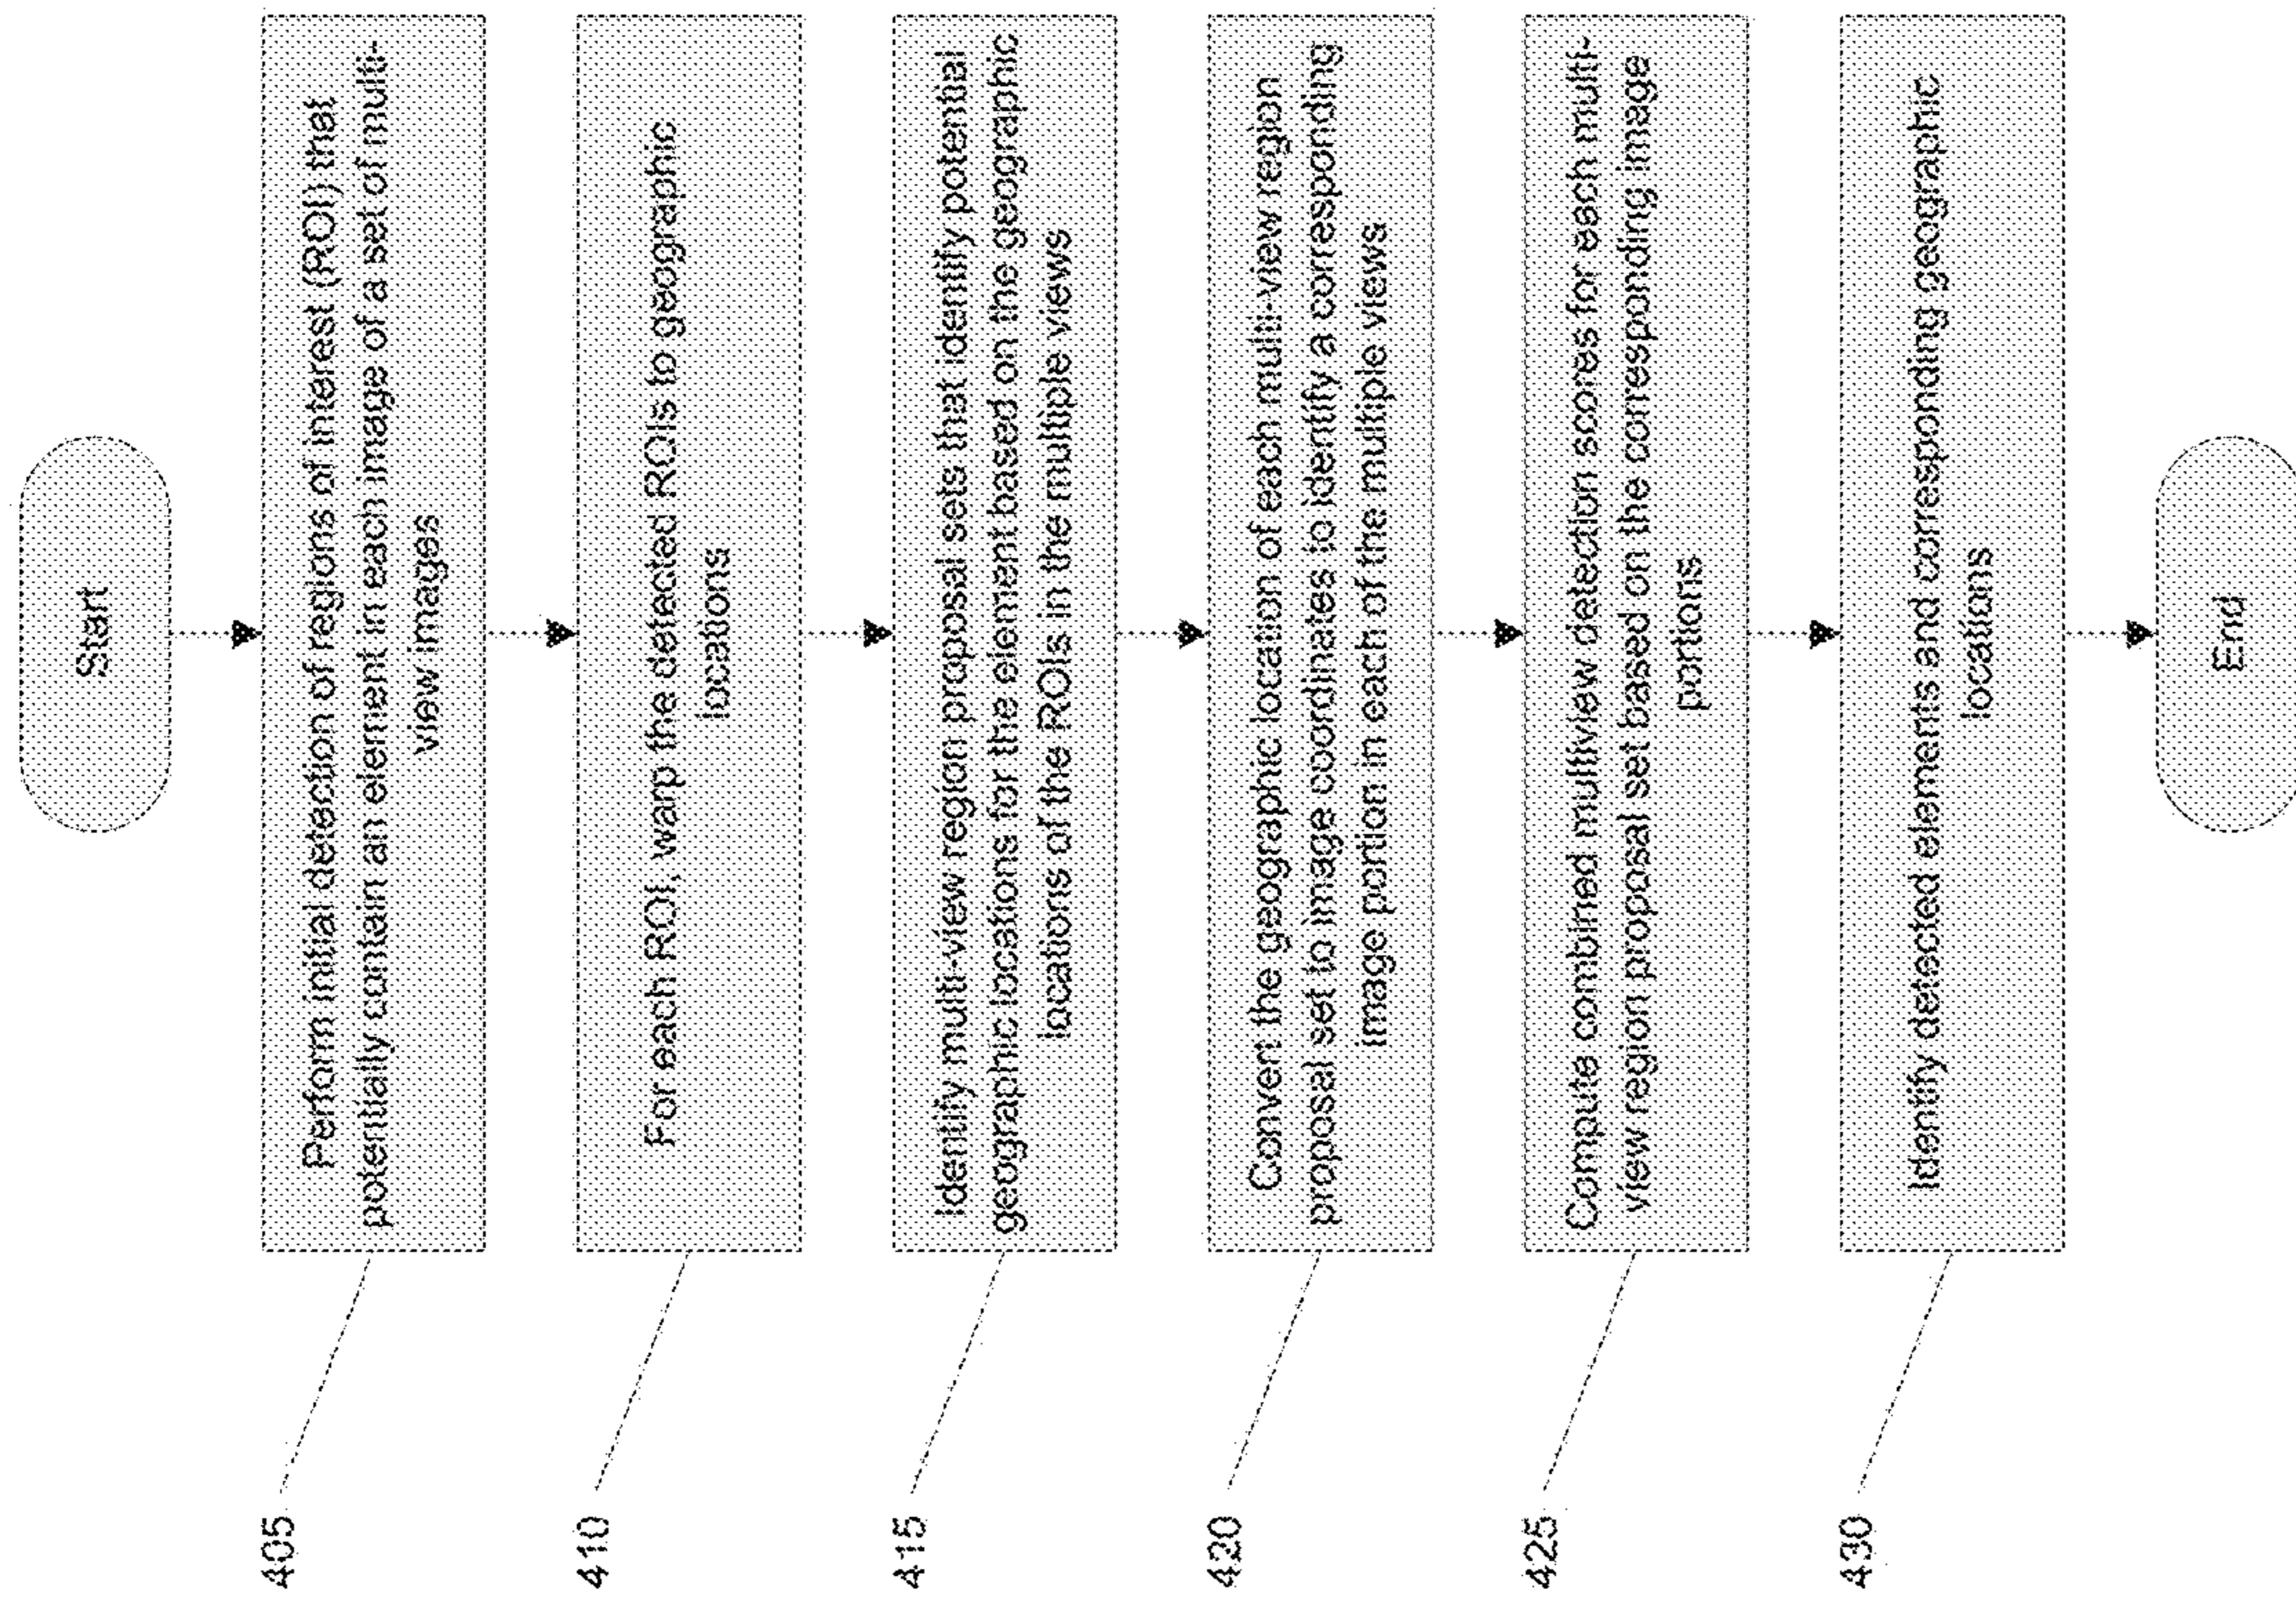 Start
405
Perform initial detection of regions of interest (ROI) that
potentially contain an element in each image of a set of multi-
view images
410
For each ROI, warp the detected ROIs to geographic
locations
415
Identify multi-view region proposal sets that identify potential
geographic locations for the element based on the geographic
locations of the ROIs in the multiple views
420
Convert the geographic location of each multi-view region
proposal set to image coordinates to identify a corresponding
image portion in each of the multiple views
425
Compute combined multiview detection scores for each multi-
view region proposal set based on the corresponding image
portions
430
Identify detected elements and corresponding geographic
locations
End